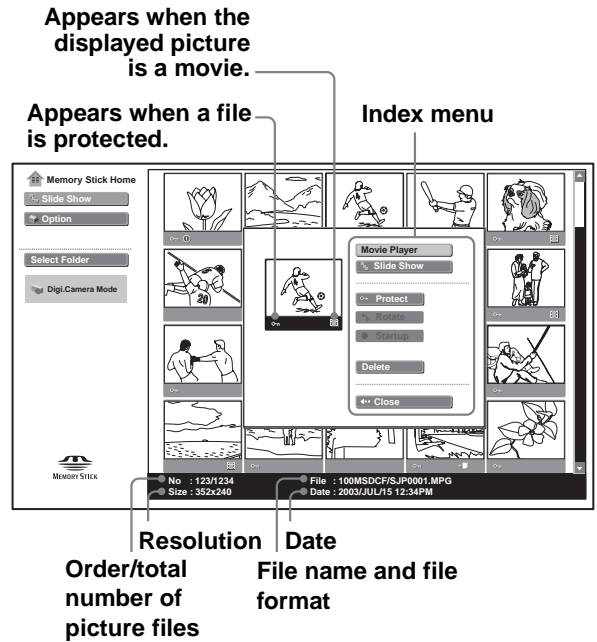 Appears when the
displayed picture
is a movie.
Appears when a file
is protected.
Index menu
Memory Stick Home
Slide Show
Option
Select Folder
Digi.Camera Mode
MEMORY STICK
20
Movie Player
Slide Show
Protect
Rotate
Startup
Delete
Close
No : 123/1234
Size : 352x240
File : 100MSDCF/SJP0001.MPG
Date : 2003/JUL/15 12:34PM
Resolution
Date
Order/total
number of
picture files
File name and file
format